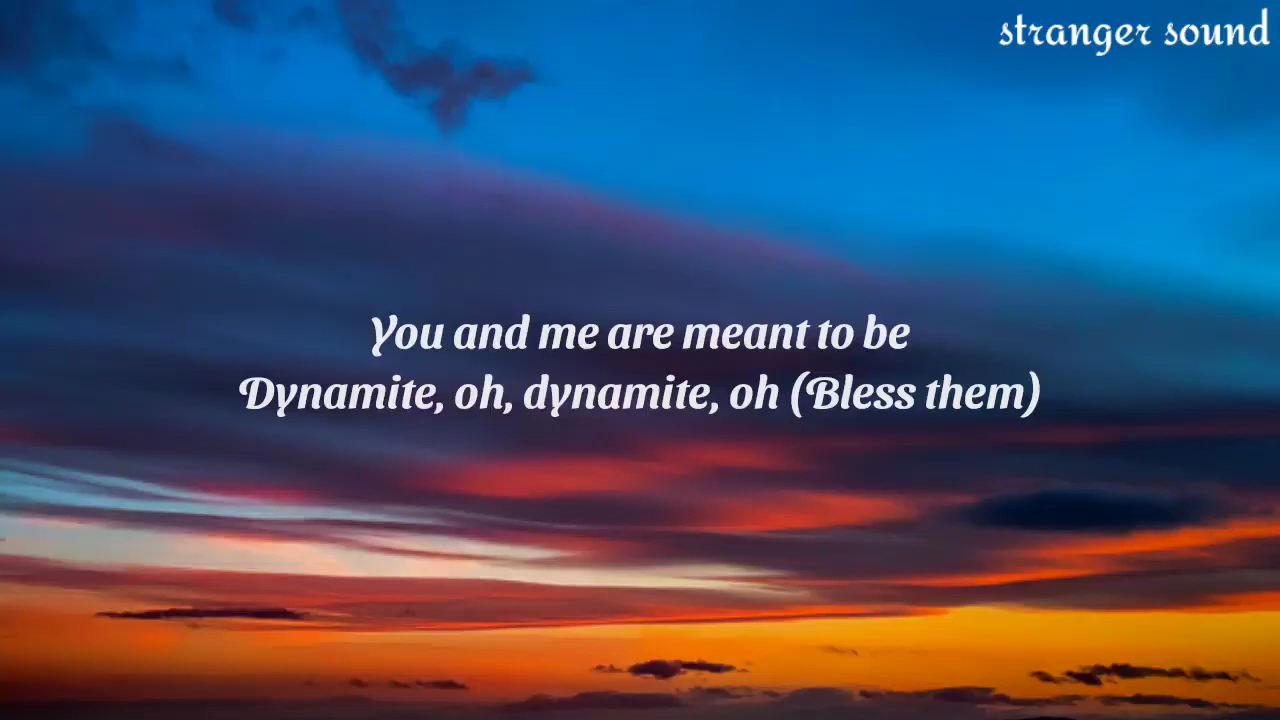 stranger sound
You and me are meant to be
Dynamite, oh, dynamite, oh (Bless them)